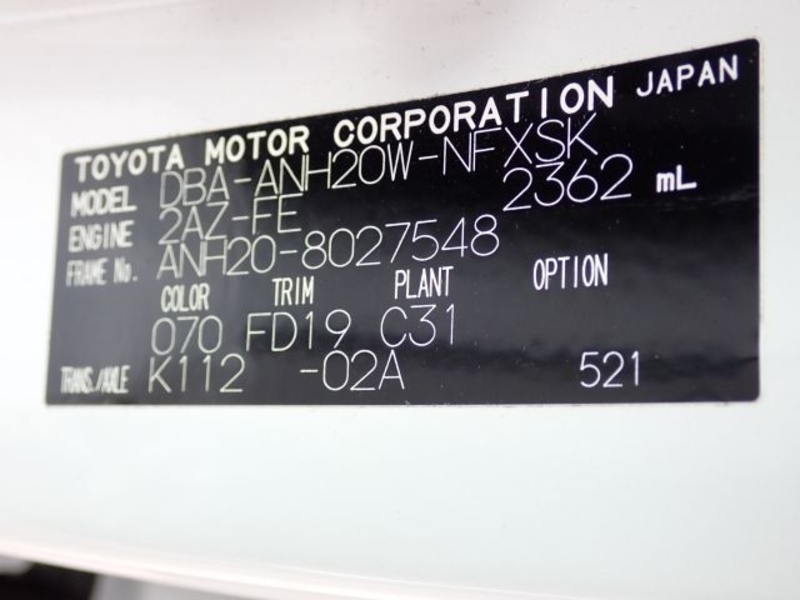 TOYOTA MOTOR CORPORATION JAPAN
MODEL DBA-ANH20W-NFXSK
ENGINE 2AZ-FE 2362 mL
FRAME No. ANH20-8027548
COLOR TRIM PLANT OPTION
070 FD19 C31
TRANS./AXLE K112 -02A 521